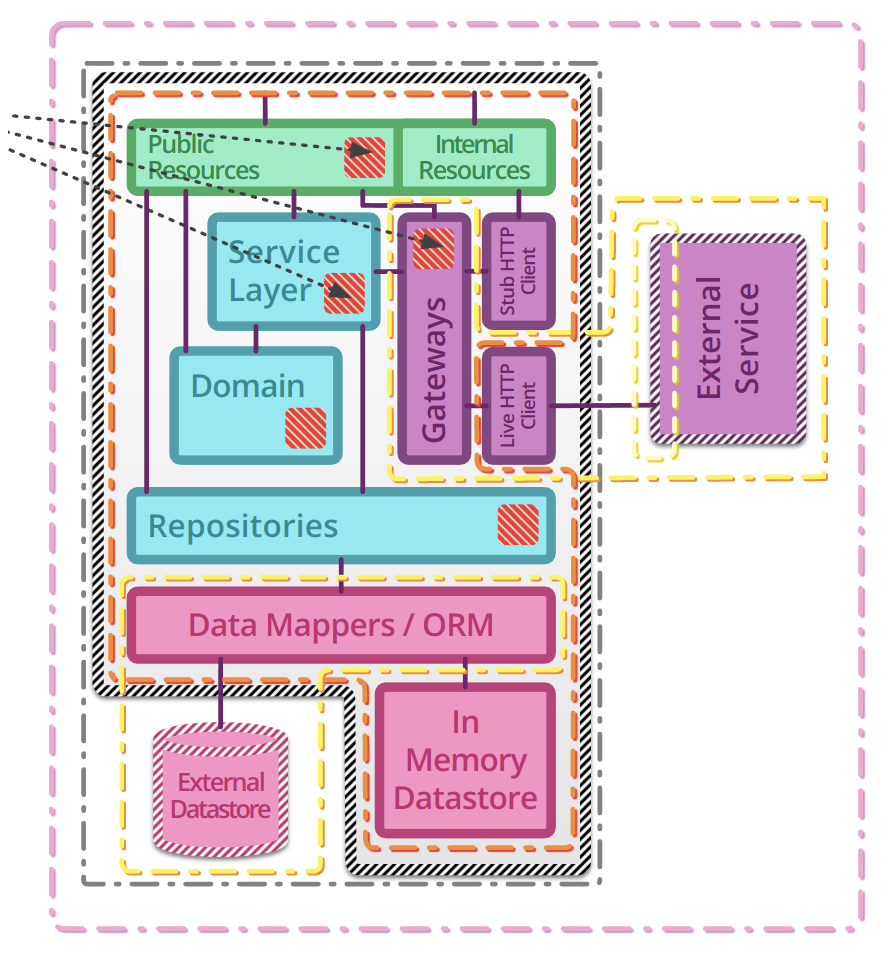 Public
Resources
Internal
Resources
Service
Layer
Gateways
Stub HTTP
Client
External
Service
Domain
Live HTTP
Client
Repositories
Data Mappers / ORM
In
Memory
Datastore
External
Datastore